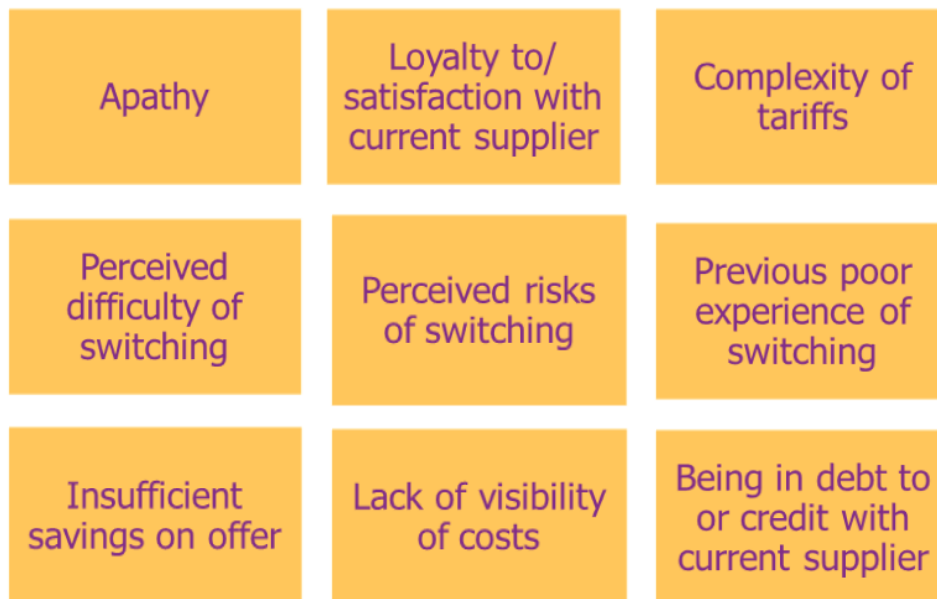 Apathy
Loyalty to/
satisfaction with
current supplier
Complexity of
tariffs
Perceived
difficulty of
switching
Perceived risks
of switching
Previous poor
experience of
switching
Insufficient
savings on offer
Lack of visibility
of costs
Being in debt to
or credit with
current supplier